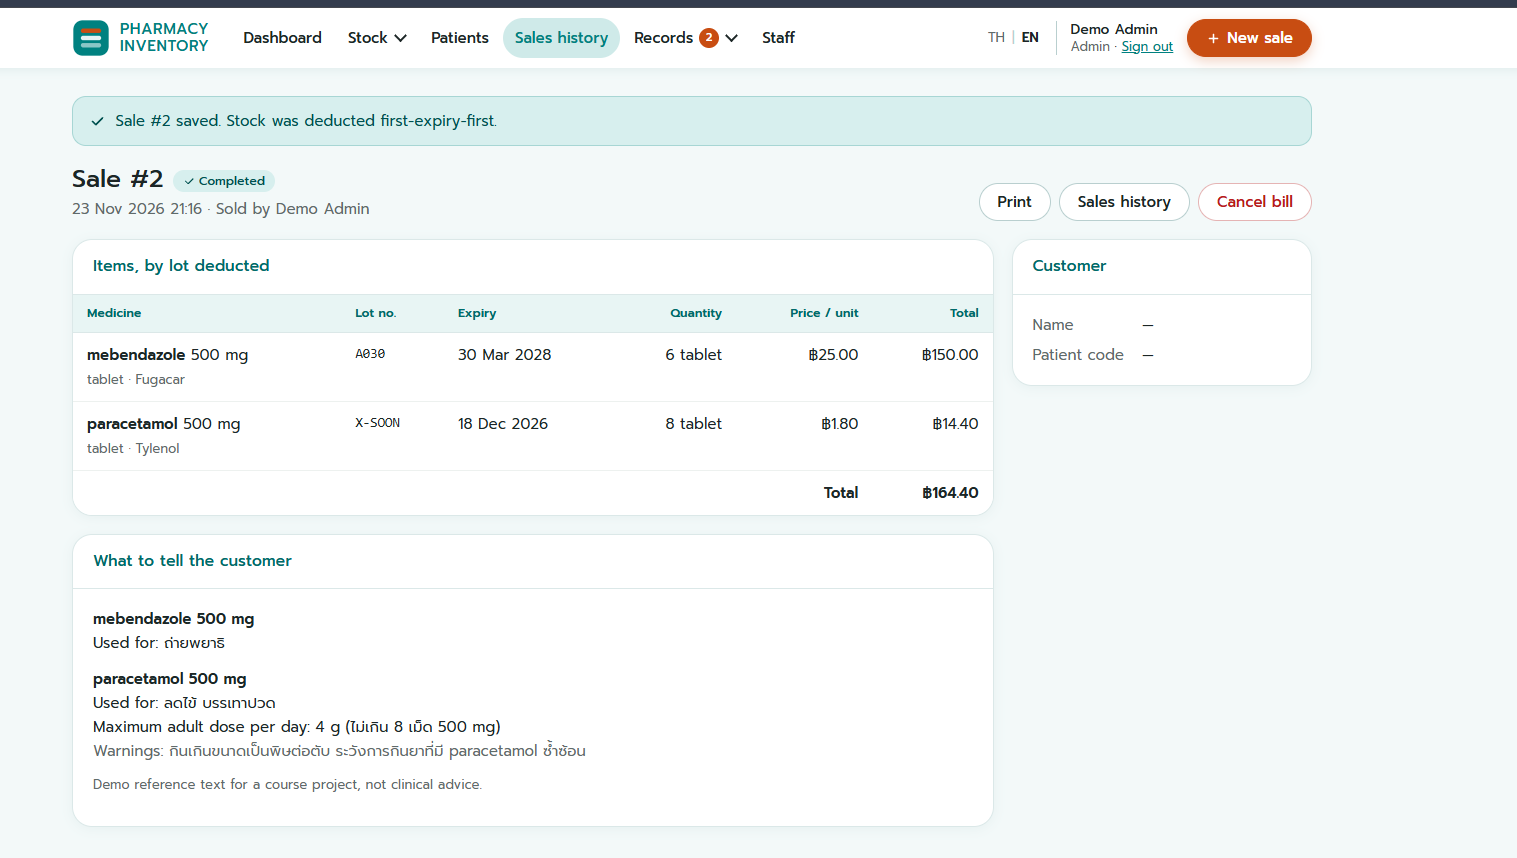 PHARMACY
INVENTORY
Dashboard Stock Patients Sales history Records 2 Staff
TH | EN
Demo Admin
Admin · Sign out
+ New sale
Sale #2 saved. Stock was deducted first-expiry-first.
Sale #2 Completed
23 Nov 2026 21:16 · Sold by Demo Admin
Print Sales history Cancel bill
Items, by lot deducted
Medicine Lot no. Expiry Quantity Price / unit Total
mebendazole 500 mg A030 30 Mar 2028 6 tablet ฿25.00 ฿150.00
tablet · Fugacar
paracetamol 500 mg X-SOON 18 Dec 2026 8 tablet ฿1.80 ฿14.40
tablet · Tylenol
Total ฿164.40
Customer
Name —
Patient code —
What to tell the customer
mebendazole 500 mg
Used for: ถ่ายพยาธิ
paracetamol 500 mg
Used for: ลดไข้ บรรเทาปวด
Maximum adult dose per day: 4 g (ไม่เกิน 8 เม็ด 500 mg)
Warnings: กินเกินขนาดเป็นพิษต่อตับ ระวังการกินยาที่มี paracetamol ซ้ำซ้อน
Demo reference text for a course project, not clinical advice.